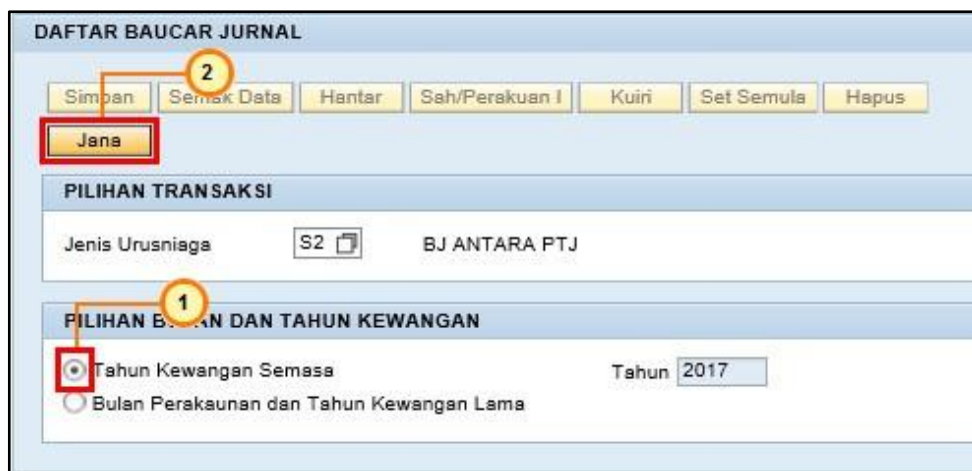 DAFTAR BAUCAR JURNAL
2
Simpan Semak Data Hantar Sah/Perakuan I Kuiri Set Semula Hapus
Jana
PILIHAN TRANSAKSI
Jenis Urusniaga S2 BJ ANTARA PTJ
1
PILIHAN BULAN DAN TAHUN KEWANGAN
Tahun Kewangan Semasa Tahun 2017
Bulan Perakaunan dan Tahun Kewangan Lama